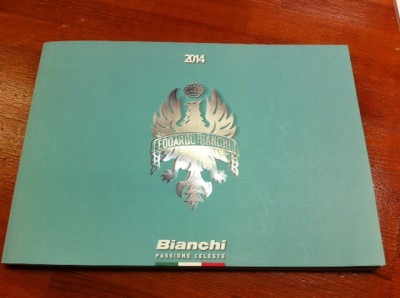 2014
EDOARDO BIANCHI
Bianchi
PASSIONE CELESTE